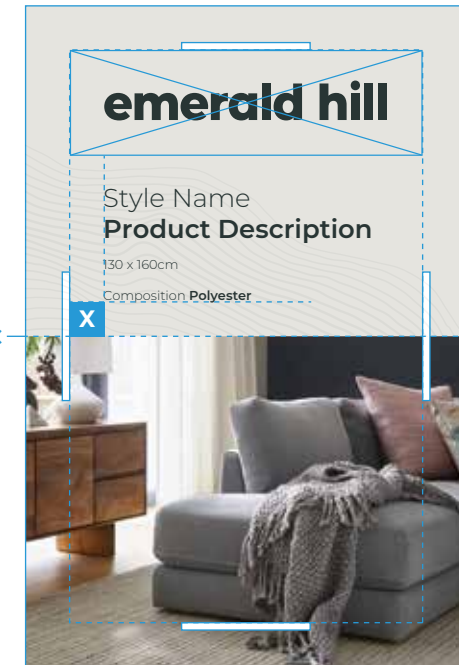 emerald hill
Style Name
Product Description
130 x 160cm
Composition Polyester
X